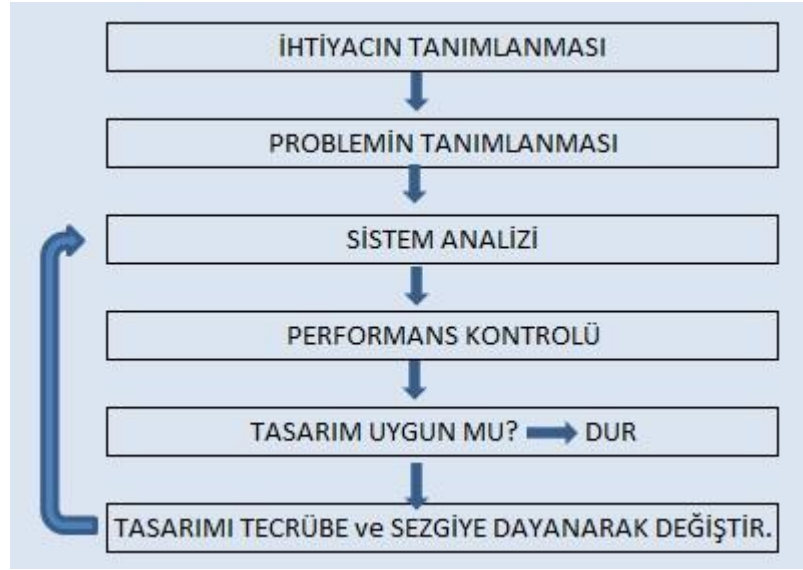 İHTİYACIN TANIMLANMASI
PROBLEMİN TANIMLANMASI
SİSTEM ANALİZİ
PERFORMANS KONTROLÜ
TASARIM UYGUN MU? DUR
TASARIMI TECRÜBE ve SEZGİYE DAYANARAK DEĞİŞTİR.